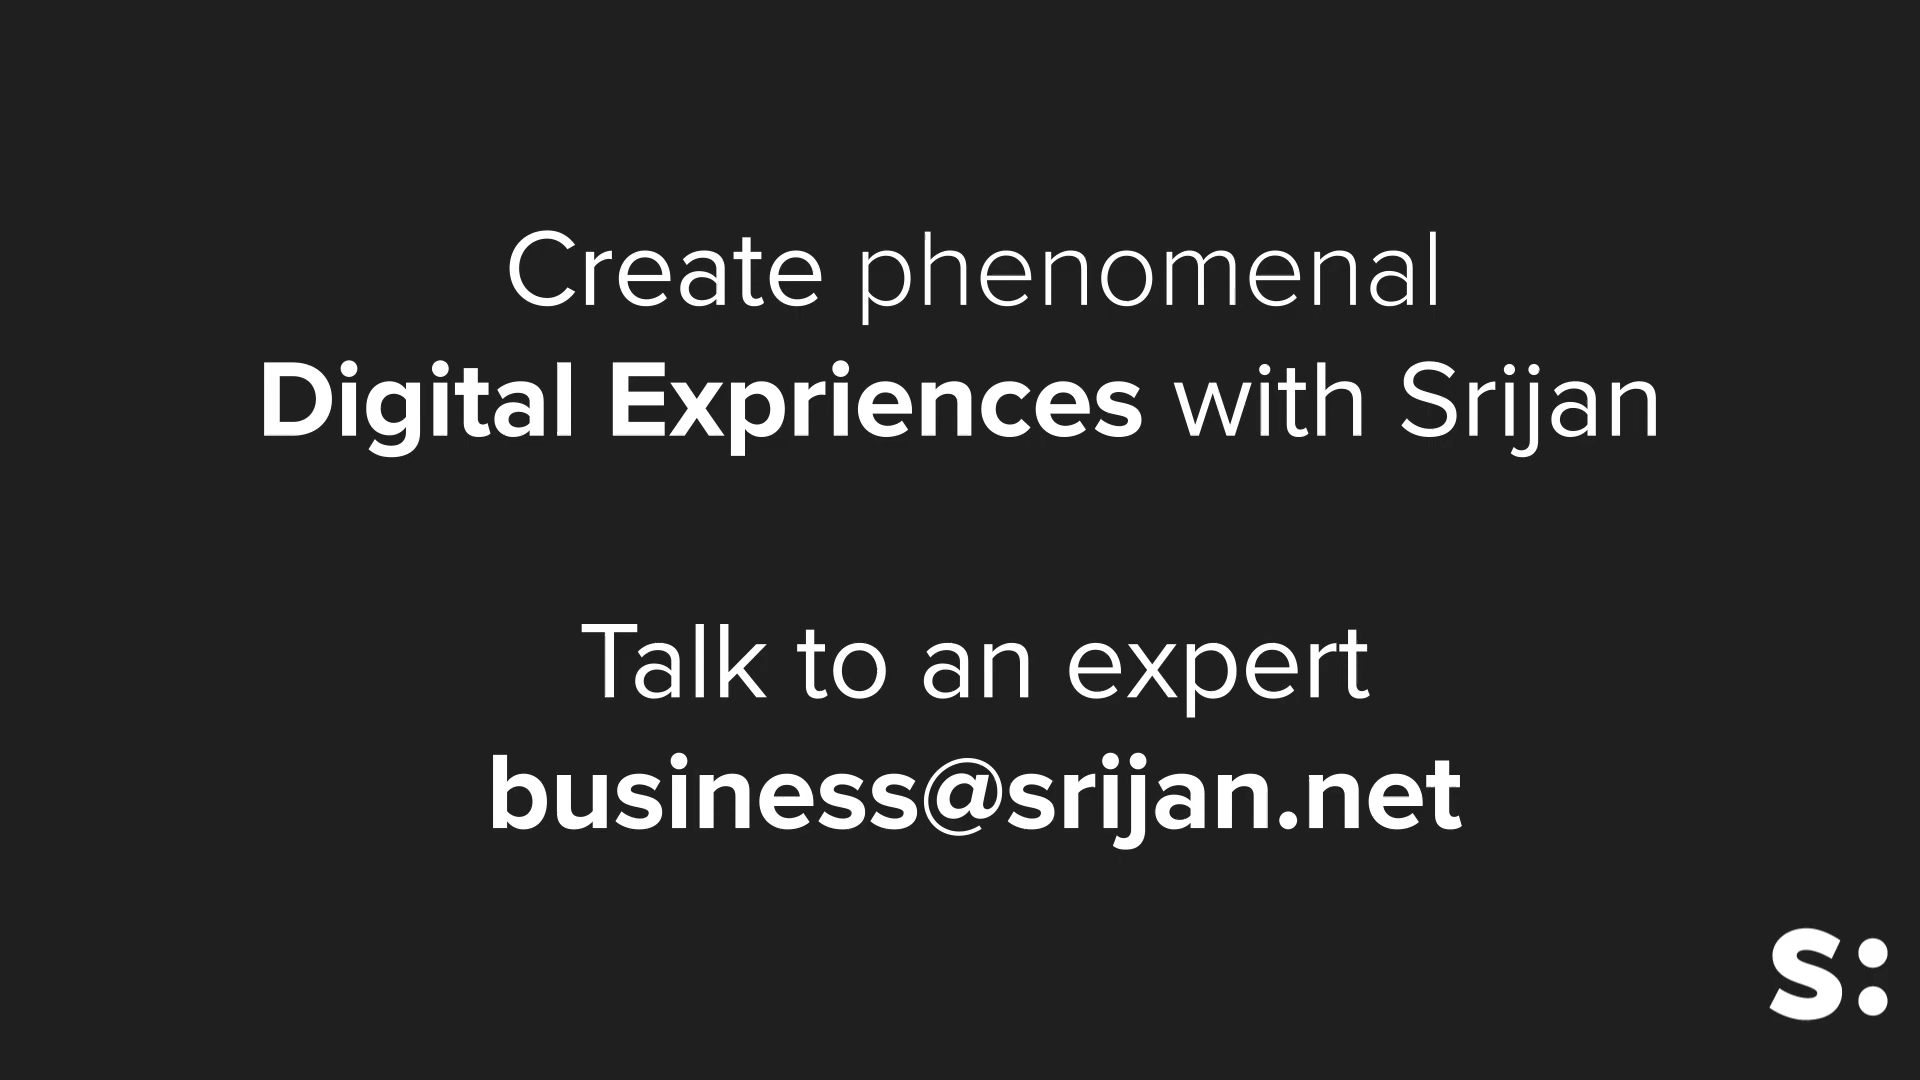 Create phenomenal
Digital Expriences with Srijan
Talk to an expert
business@srijan.net
S: